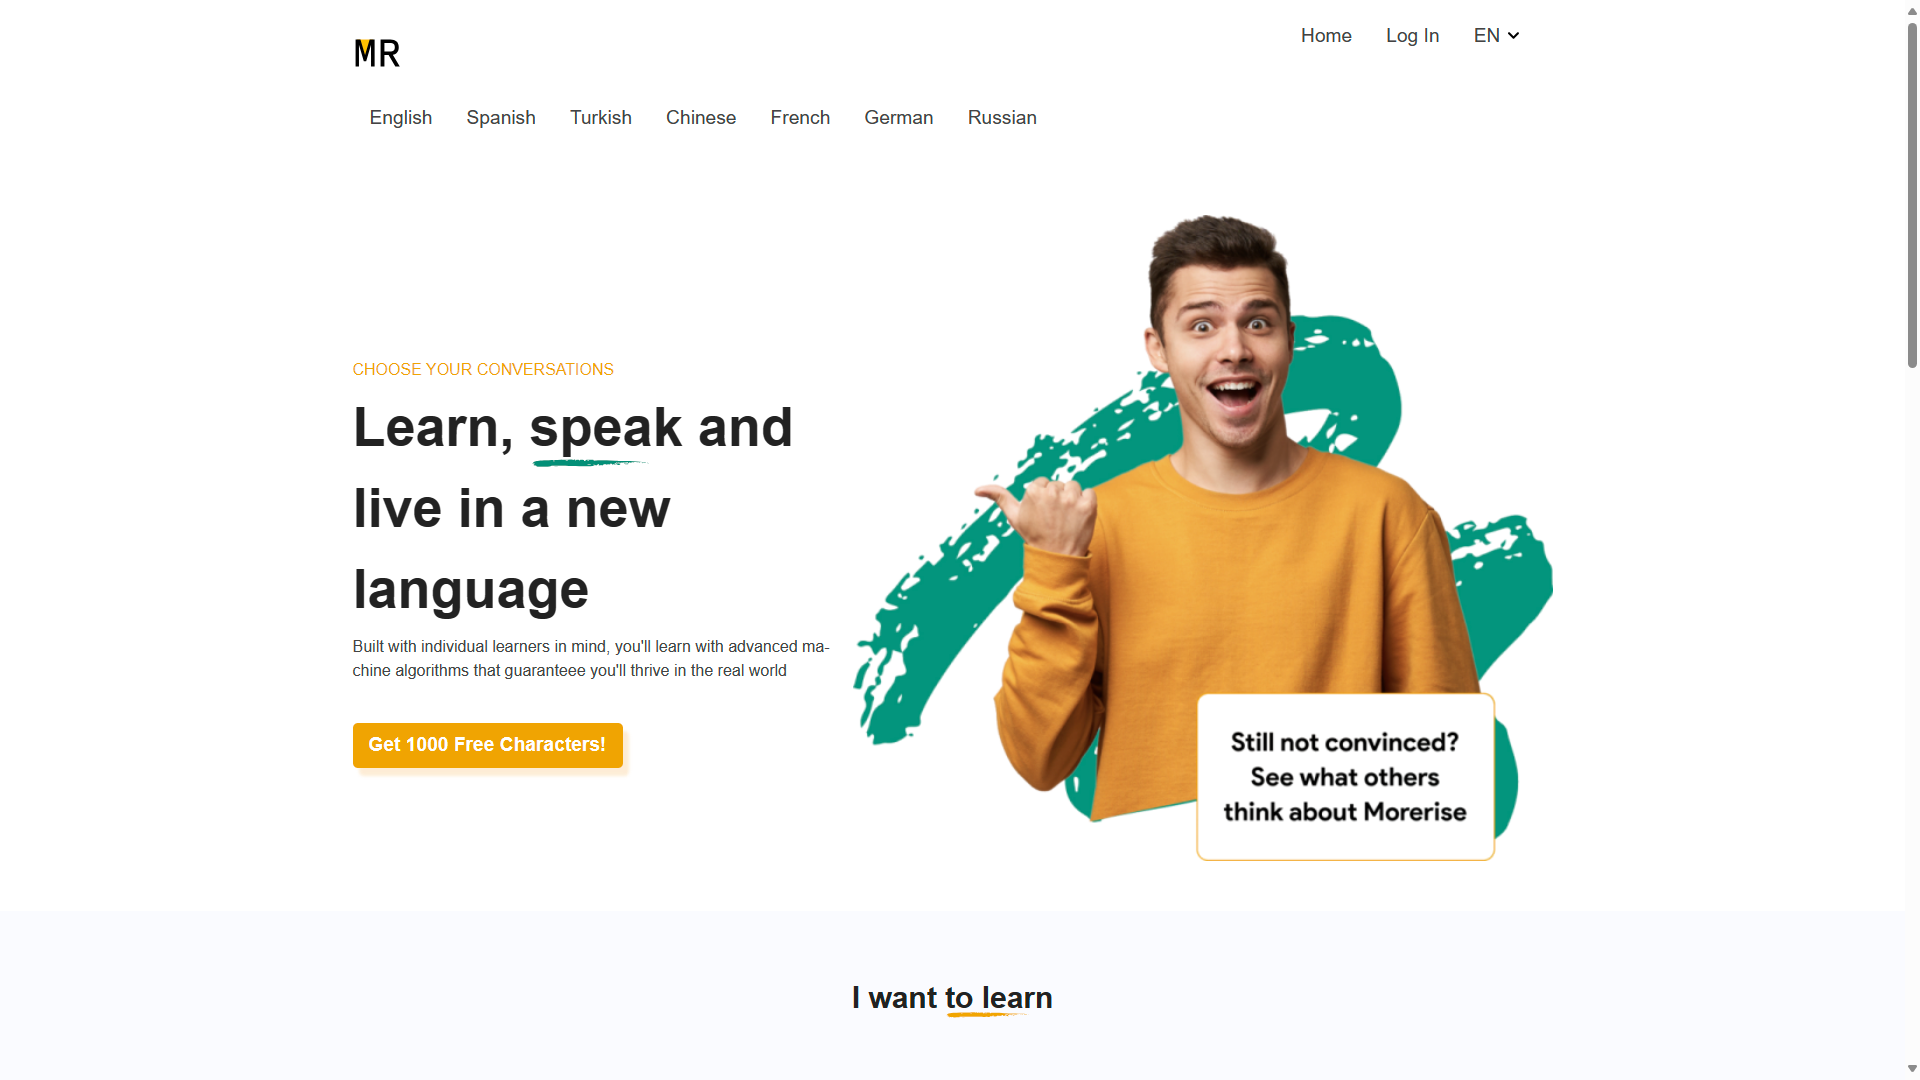 MR
Home Log In EN
English Spanish Turkish Chinese French German Russian
CHOOSE YOUR CONVERSATIONS
Learn, speak and
live in a new
language
Built with individual learners in mind, you'll learn with advanced ma-
chine algorithms that guaranteee you'll thrive in the real world
Get 1000 Free Characters!
Still not convinced?
See what others
think about Morerise
I want to learn